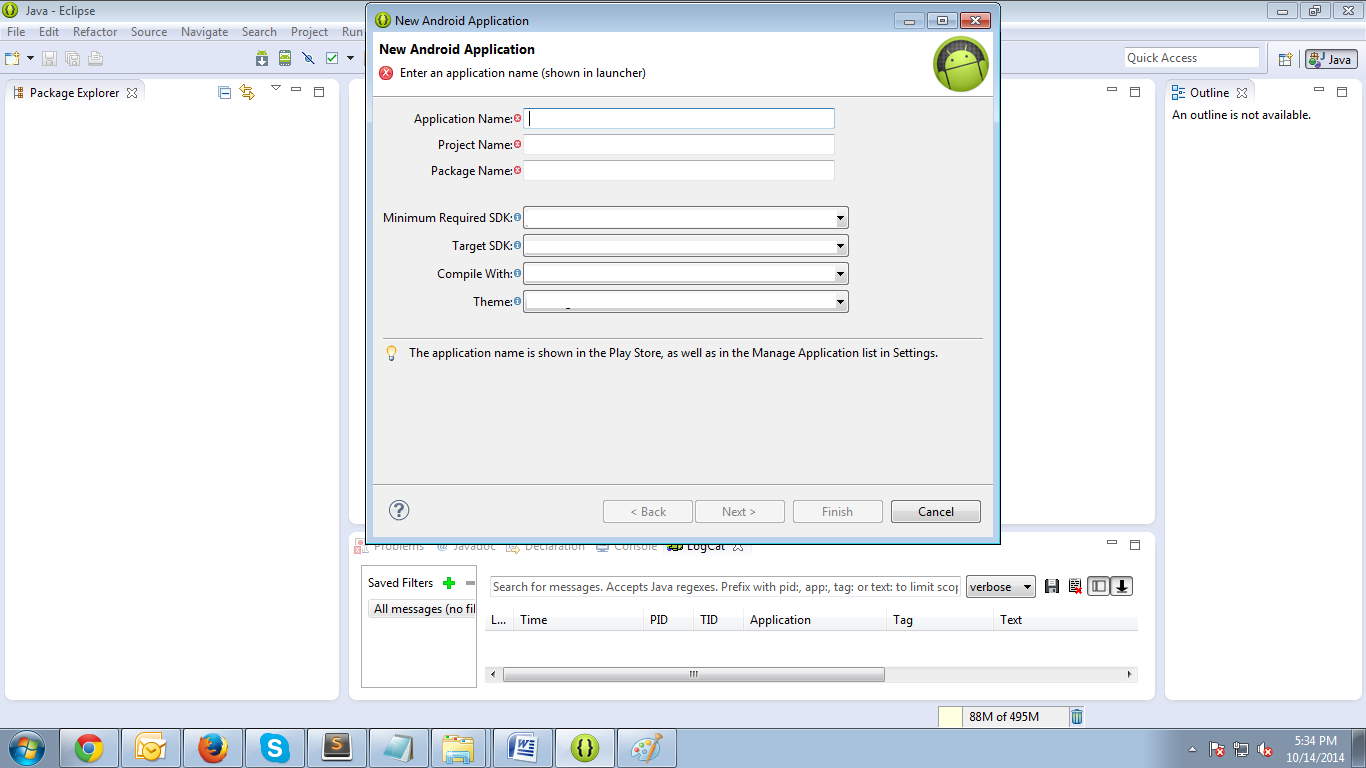 Java - Eclipse
File Edit Refactor Source Navigate Search Project Run
Quick Access
Java
Package Explorer
New Android Application
New Android Application
Enter an application name (shown in launcher)
Application Name:
Project Name:
Package Name:
Minimum Required SDK:
Target SDK:
Compile With:
Theme:
The application name is shown in the Play Store, as well as in the Manage Application list in Settings.
?
< Back Next > Finish Cancel
Outline
An outline is not available.
Problems @ Javadoc Declaration Console LogCat
Saved Filters
All messages (no fil
Search for messages. Accepts Java regexes. Prefix with pid:, app:, tag: or text: to limit scop
verbose
L... Time PID TID Application Tag Text
88M of 495M
5:34 PM
10/14/2014